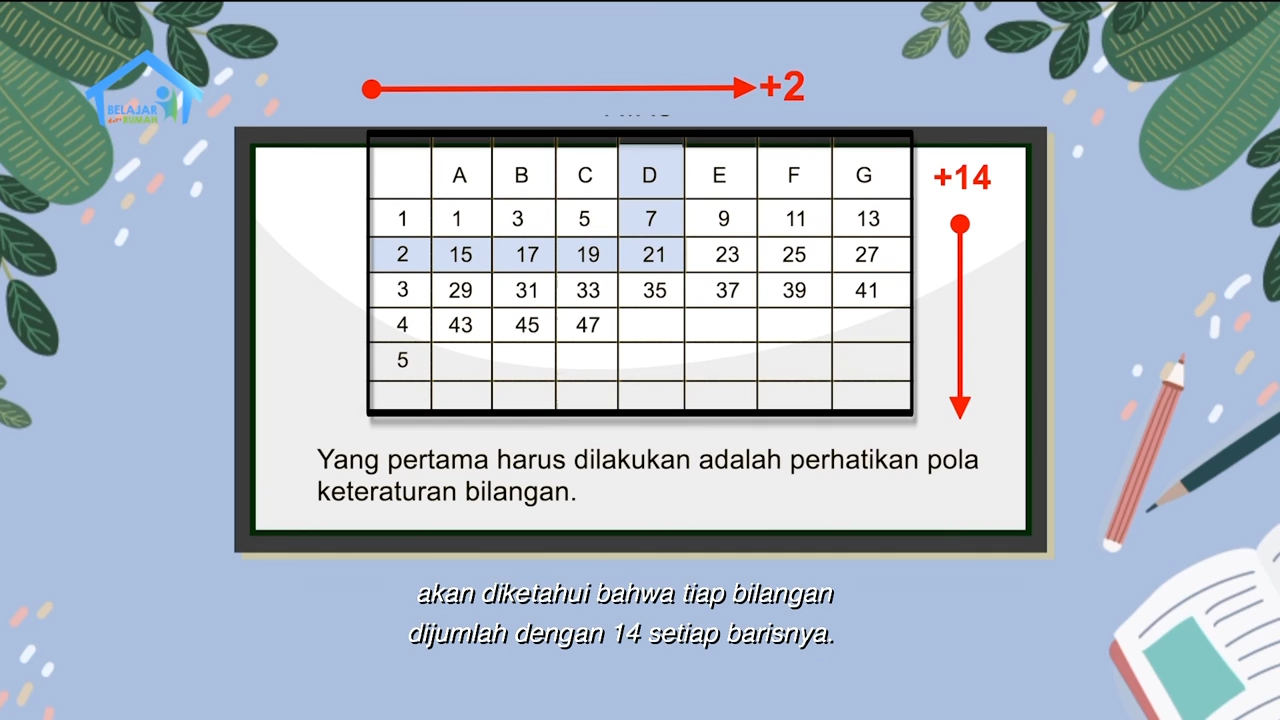 BELAJAR
dari RUMAH
+2
A B C D E F G
+14
1 1 3 5 7 9 11 13
2 15 17 19 21 23 25 27
3 29 31 33 35 37 39 41
4 43 45 47
5
Yang pertama harus dilakukan adalah perhatikan pola
keteraturan bilangan.
akan diketahui bahwa tiap bilangan
dijumlah dengan 14 setiap barisnya.